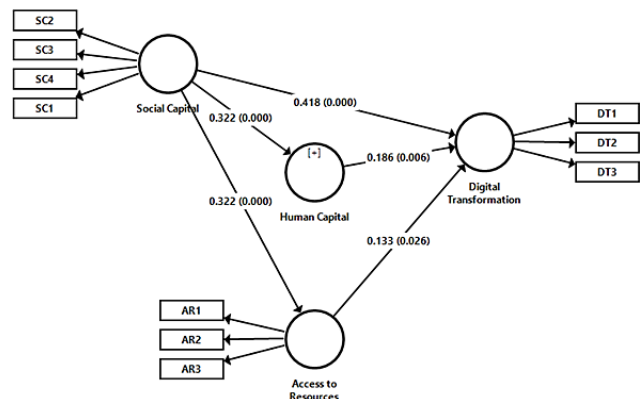 SC2
SC3
SC4
SC1
Social Capital
0.418 (0.000)
0.322 (0.000)
[+]
Human Capital
0.186 (0.006)
DT1
DT2
DT3
Digital
Transformation
0.322 (0.000)
0.133 (0.026)
AR1
AR2
AR3
Access to
Resources